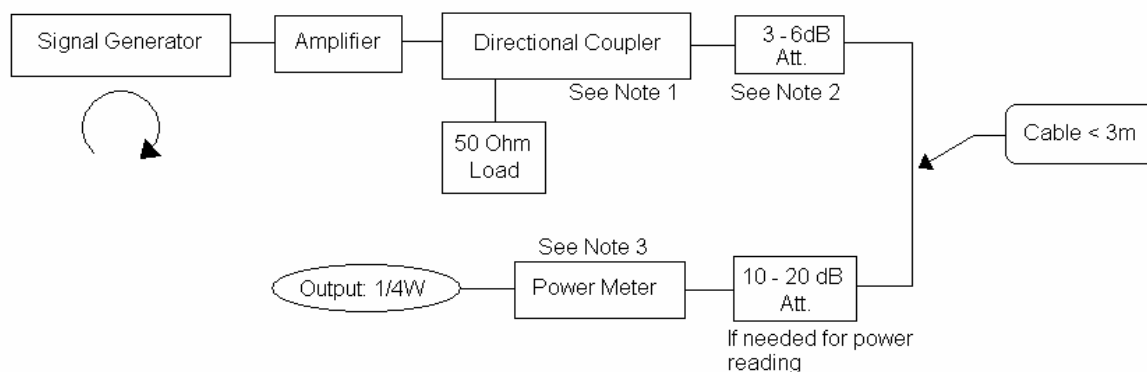 Signal Generator
Amplifier
Directional Coupler
3 - 6dB
Att.
See Note 1
See Note 2
50 Ohm
Load
Cable < 3m
See Note 3
Output: 1/4W
Power Meter
10 - 20 dB
Att.
If needed for power
reading